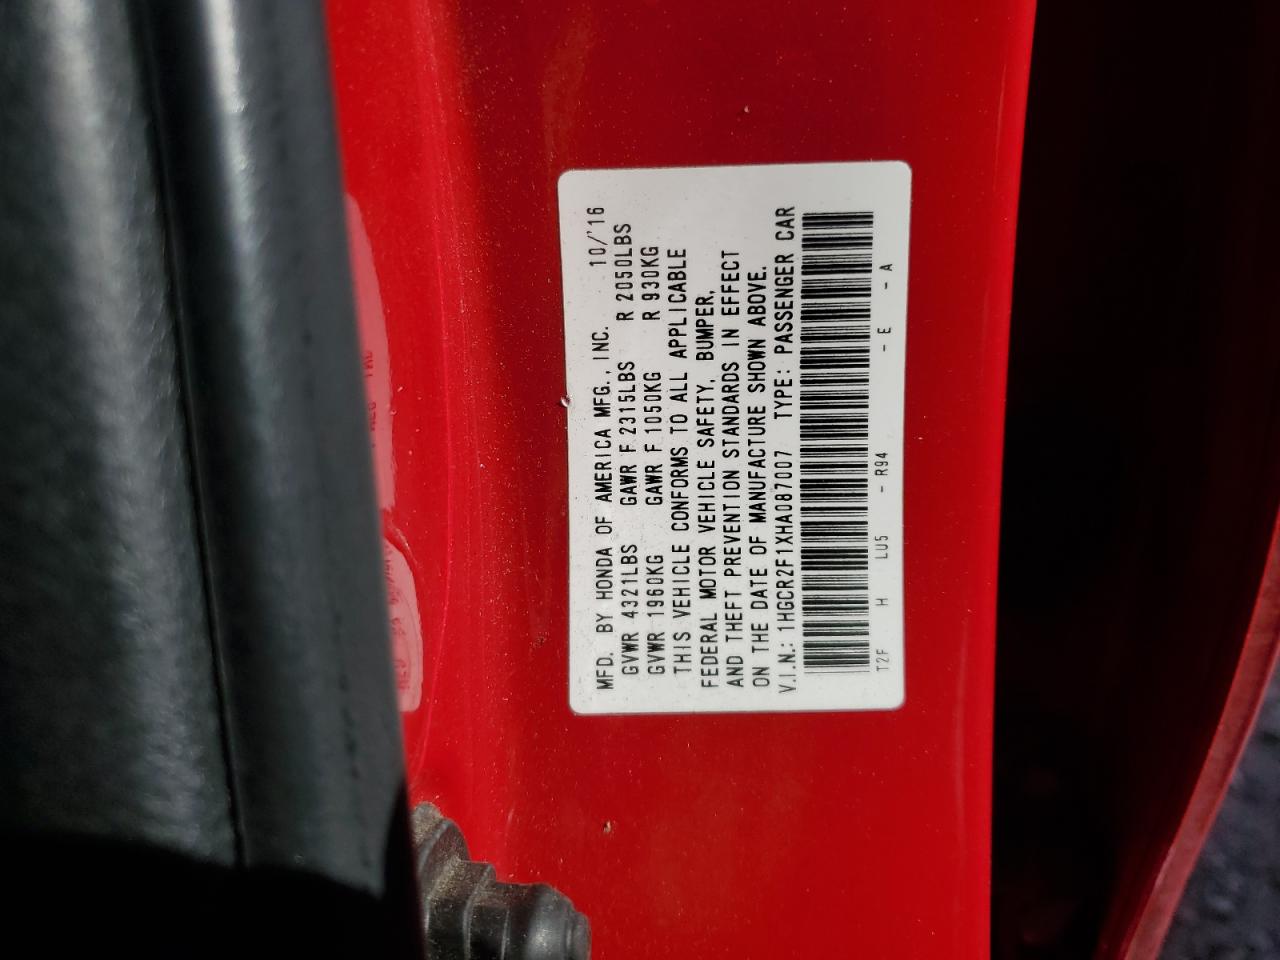 MFD. BY HONDA OF AMERICA MFG., INC. 10/'16
GVWR 4321LBS GAWR F 2315LBS R 2050LBS
GVWR 1960KG GAWR F 1050KG R 930KG
THIS VEHICLE CONFORMS TO ALL APPLICABLE
FEDERAL MOTOR VEHICLE SAFETY, BUMPER,
AND THEFT PREVENTION STANDARDS IN EFFECT
ON THE DATE OF MANUFACTURE SHOWN ABOVE.
V.I.N.: 1HGCR2F1XHA087007 TYPE: PASSENGER CAR
T2F H LU5 - R94 - E - A